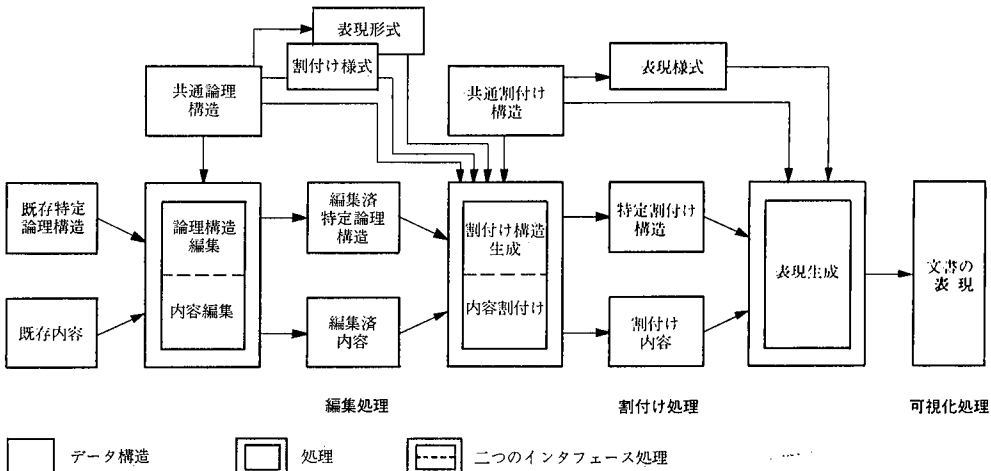 表現形式
割付け様式
共通論理
構造
表現様式
共通割付け
構造
既存特定
論理構造
論理構造
編集
内容編集
編集済
特定論理
構造
割付け構造
生成
内容割付け
特定割付け
構造
表現生成
文書の
表現
既存内容
編集済
内容
割付け
内容
編集処理
割付け処理
可視化処理
データ構造
処理
二つのインタフェース処理